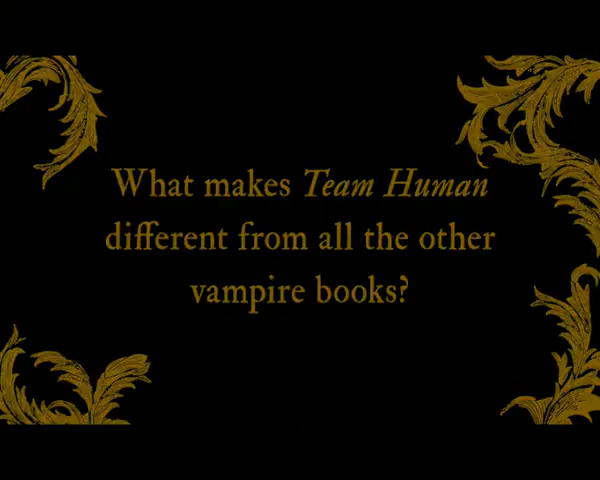 What makes Team Human
different from all the other
vampire books?